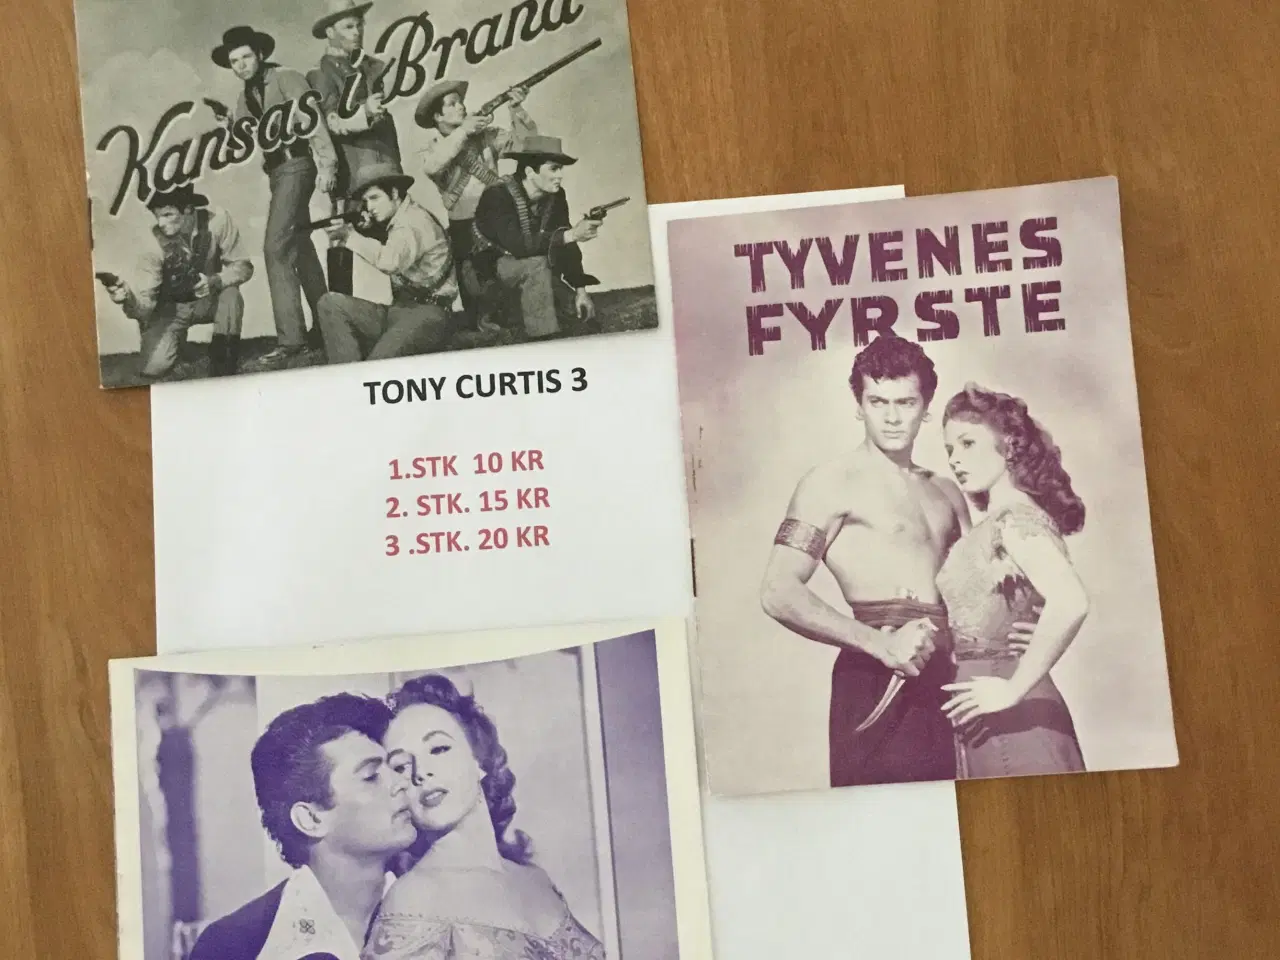 Kansas i Brand
TYVENES
FYRSTE
TONY CURTIS 3
1.STK 10 KR
2. STK. 15 KR
3 .STK. 20 KR